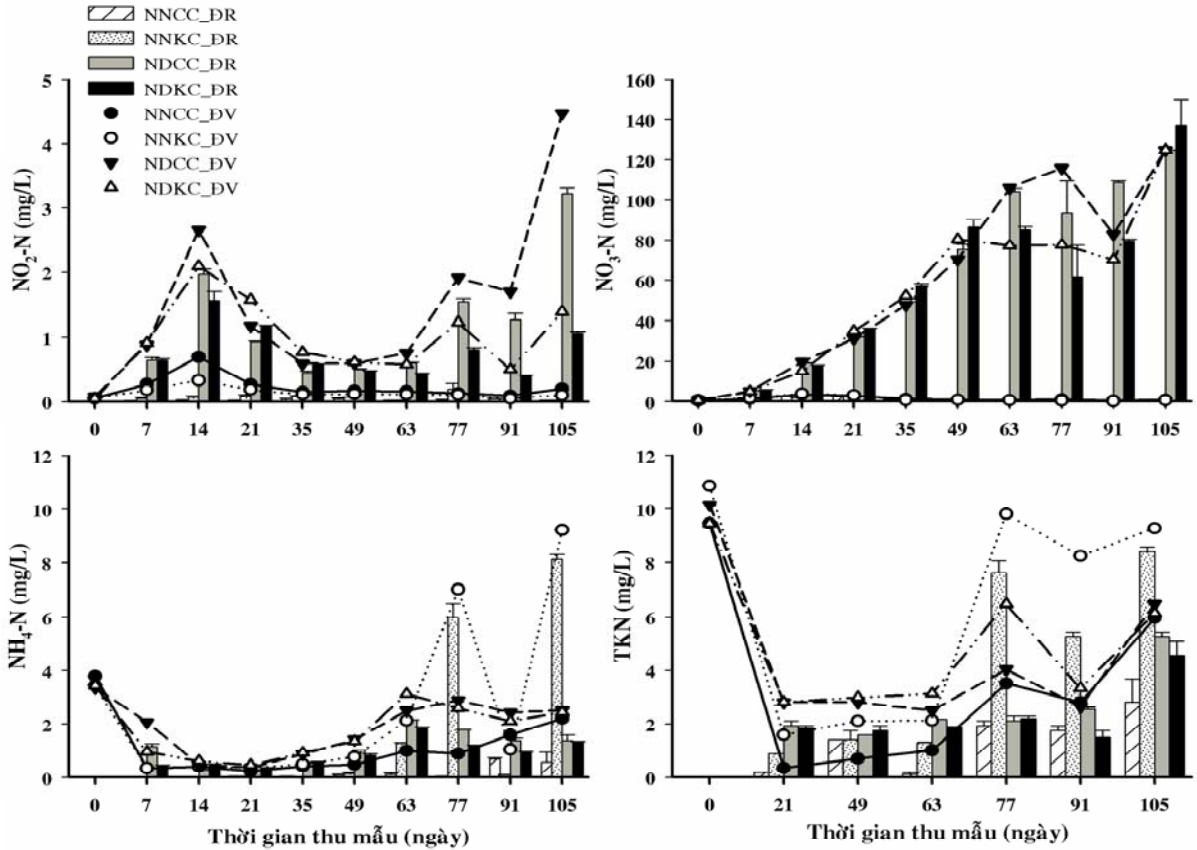 NNCC_ĐR
NNKC_ĐR
NDCC_ĐR
NDKC_ĐR
NNCC_ĐV
NNKC_ĐV
NDCC_ĐV
NDKC_ĐV
NO2-N (mg/L)
5
4
3
2
1
0
0 7 14 21 35 49 63 77 91 105
NO3-N (mg/L)
160
140
120
100
80
60
40
20
0
0 7 14 21 35 49 63 77 91 105
NH4-N (mg/L)
12
10
8
6
4
2
0
0 7 14 21 35 49 63 77 91 105
Thời gian thu mẫu (ngày)
TKN (mg/L)
12
10
8
6
4
2
0
0 21 49 63 77 91 105
Thời gian thu mẫu (ngày)